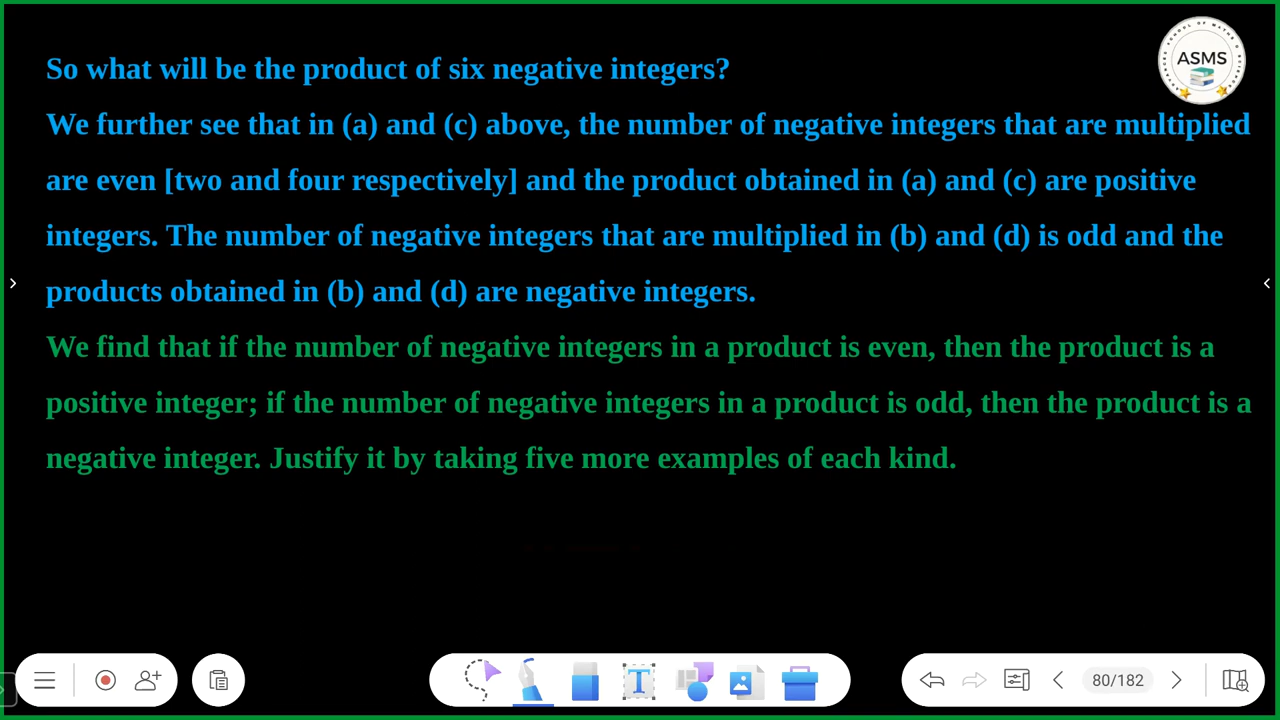 So what will be the product of six negative integers?
We further see that in (a) and (c) above, the number of negative integers that are multiplied
are even [two and four respectively] and the product obtained in (a) and (c) are positive
integers. The number of negative integers that are multiplied in (b) and (d) is odd and the
products obtained in (b) and (d) are negative integers.
We find that if the number of negative integers in a product is even, then the product is a
positive integer; if the number of negative integers in a product is odd, then the product is a
negative integer. Justify it by taking five more examples of each kind.
ASMS
80/182